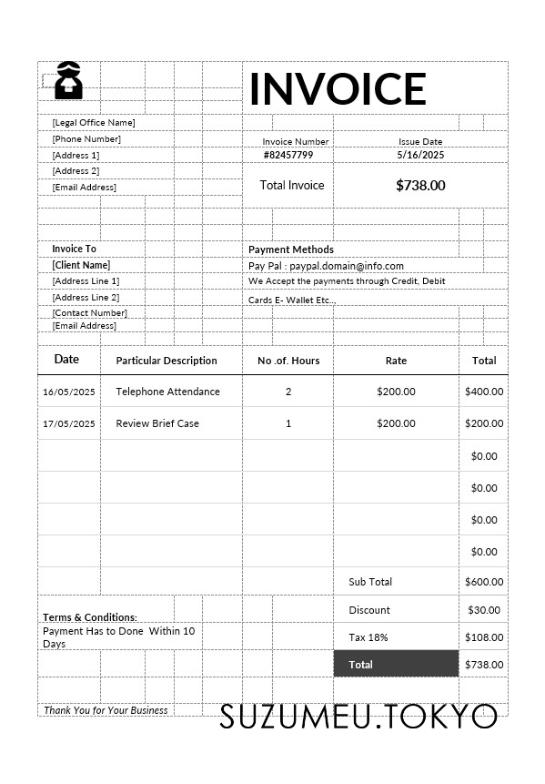 INVOICE
[Legal Office Name]
[Phone Number]
[Address 1]
[Address 2]
[Email Address]
Invoice Number Issue Date
#82457799 5/16/2025
Total Invoice $738.00
Invoice To
[Client Name]
[Address Line 1]
[Address Line 2]
[Contact Number]
[Email Address]
Payment Methods
Pay Pal : paypal.domain@info.com
We Accept the payments through Credit, Debit
Cards E- Wallet Etc...
Date Particular Description No .of. Hours Rate Total
16/05/2025 Telephone Attendance 2 $200.00 $400.00
17/05/2025 Review Brief Case 1 $200.00 $200.00
$0.00
$0.00
$0.00
$0.00
Sub Total $600.00
Discount $30.00
Tax 18% $108.00
Total $738.00
Terms & Conditions:
Payment Has to Done Within 10
Days
Thank You for Your Business
SUZUMEU.TOKYO